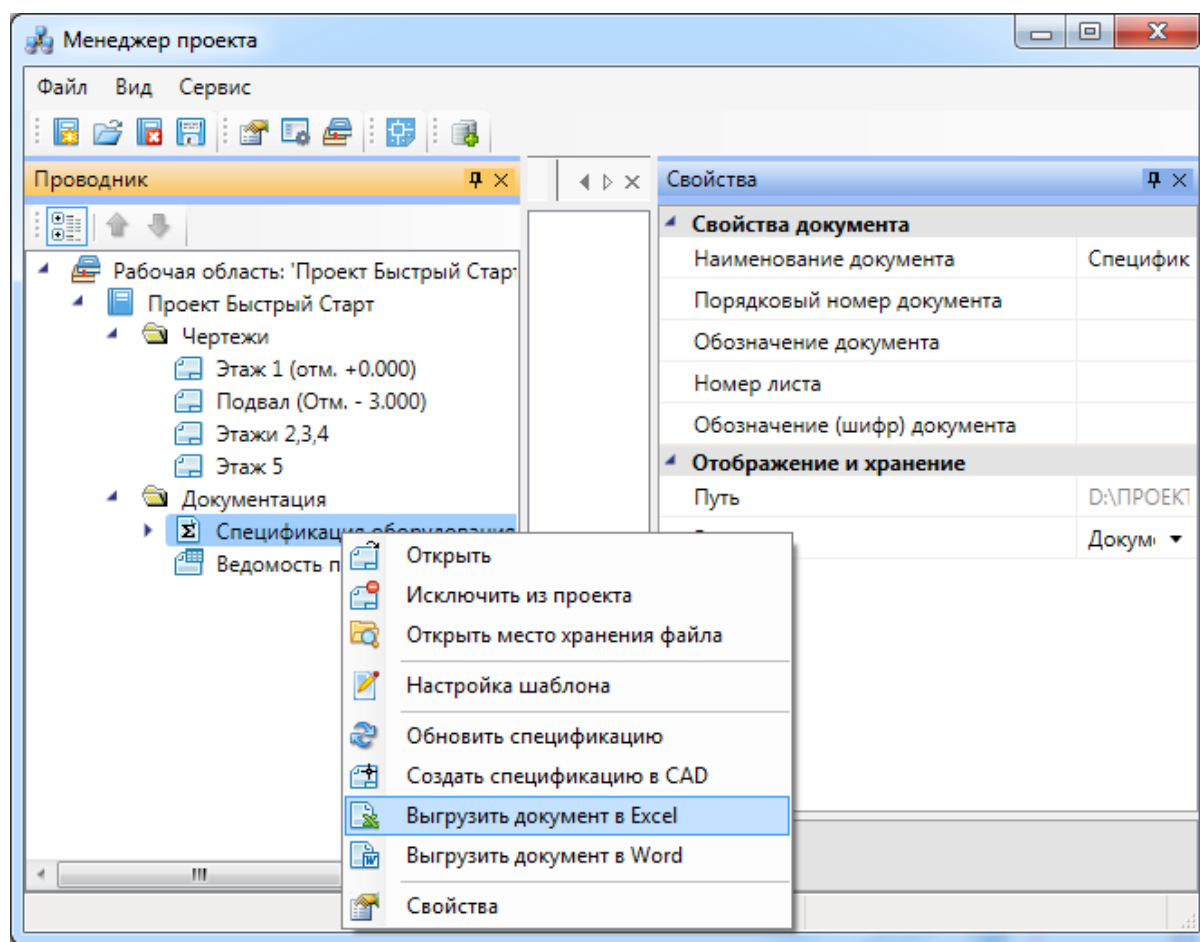 Менеджер проекта
Файл Вид Сервис
Проводник
Свойства
Рабочая область: 'Проект Быстрый Старт
Проект Быстрый Старт
Чертежи
Этаж 1 (отм. +0.000)
Подвал (Отм. - 3.000)
Этажи 2,3,4
Этаж 5
Документация
Спецификация оборудования
Ведомость п
Открыть
Исключить из проекта
Открыть место хранения файла
Настройка шаблона
Обновить спецификацию
Создать спецификацию в CAD
Выгрузить документ в Excel
Выгрузить документ в Word
Свойства
Свойства документа
Наименование документа Специфик
Порядковый номер документа
Обозначение документа
Номер листа
Обозначение (шифр) документа
Отображение и хранение
Путь D:\ПРОЕКТ
Докум